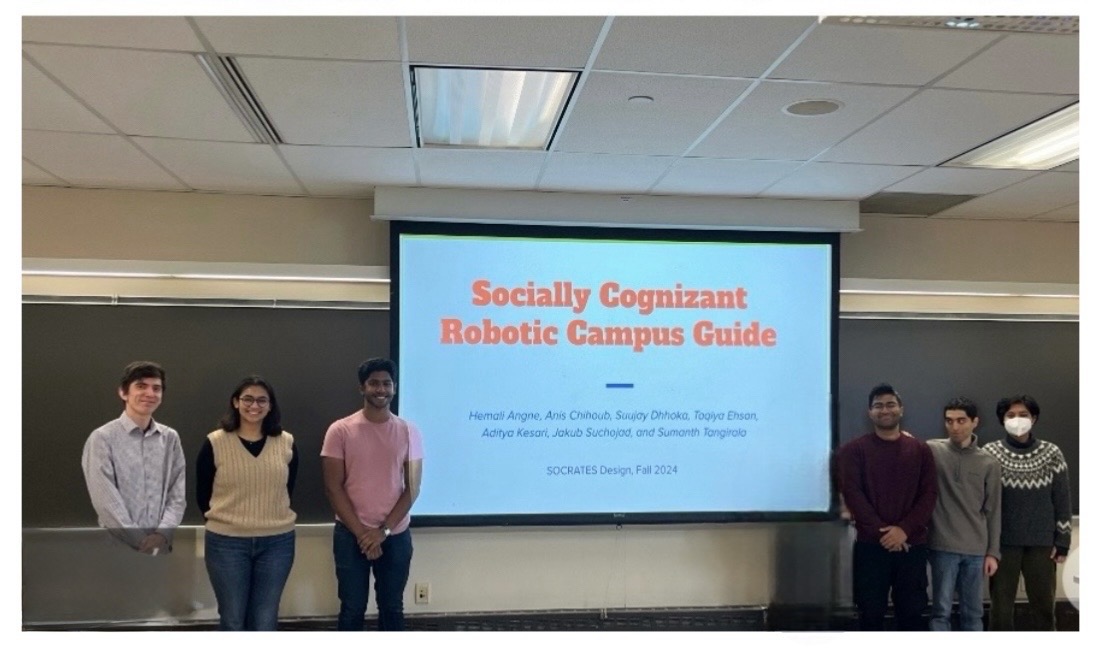 Socially Cognizant
Robotic Campus Guide
Hemali Angne, Anis Chihoub, Suujay Dhhoka, Taqiya Ehsan,
Aditya Kesari, Jakub Suchojad, and Sumanth Tangirala
SOCRATES Design, Fall 2024